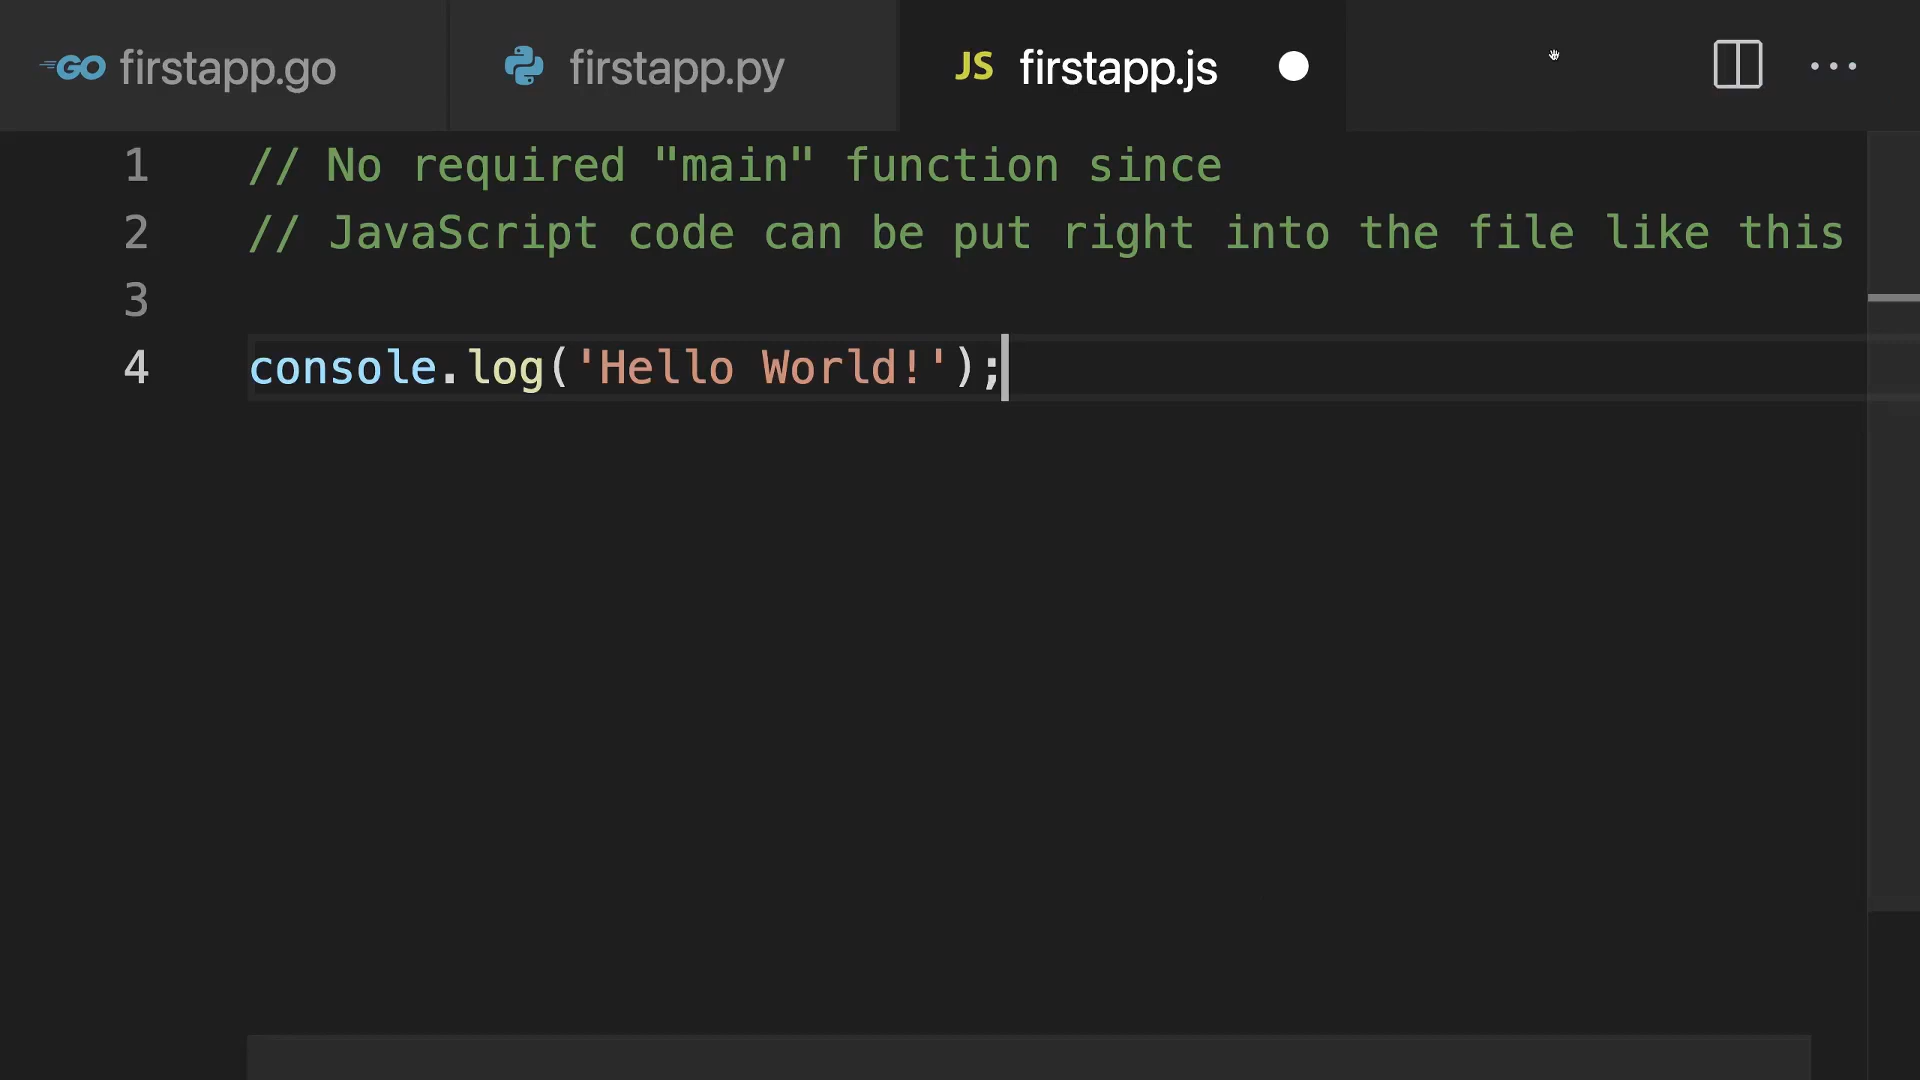 GO firstapp.go firstapp.py JS firstapp.js
1 // No required "main" function since
2 // JavaScript code can be put right into the file like this
3
4 console.log('Hello World!');